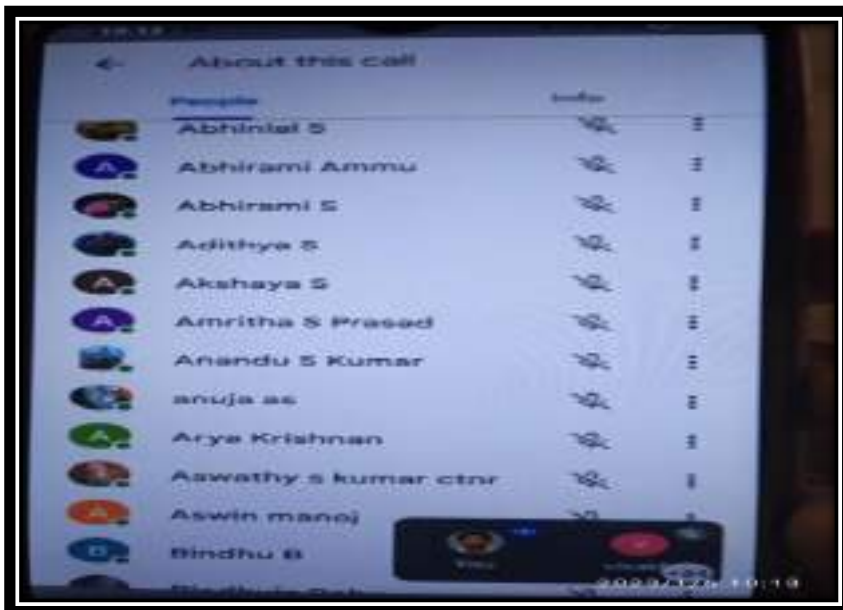 About this call
People Info
Abhinlal S
A Abhirami Ammu
Abhirami S
Adithya S
A Akshaya S
A Amritha S Prasad
Anandu S Kumar
anuja as
A Arya Krishnan
Aswathy s kumar ctnr
A Aswin manoj
B Bindhu B
You